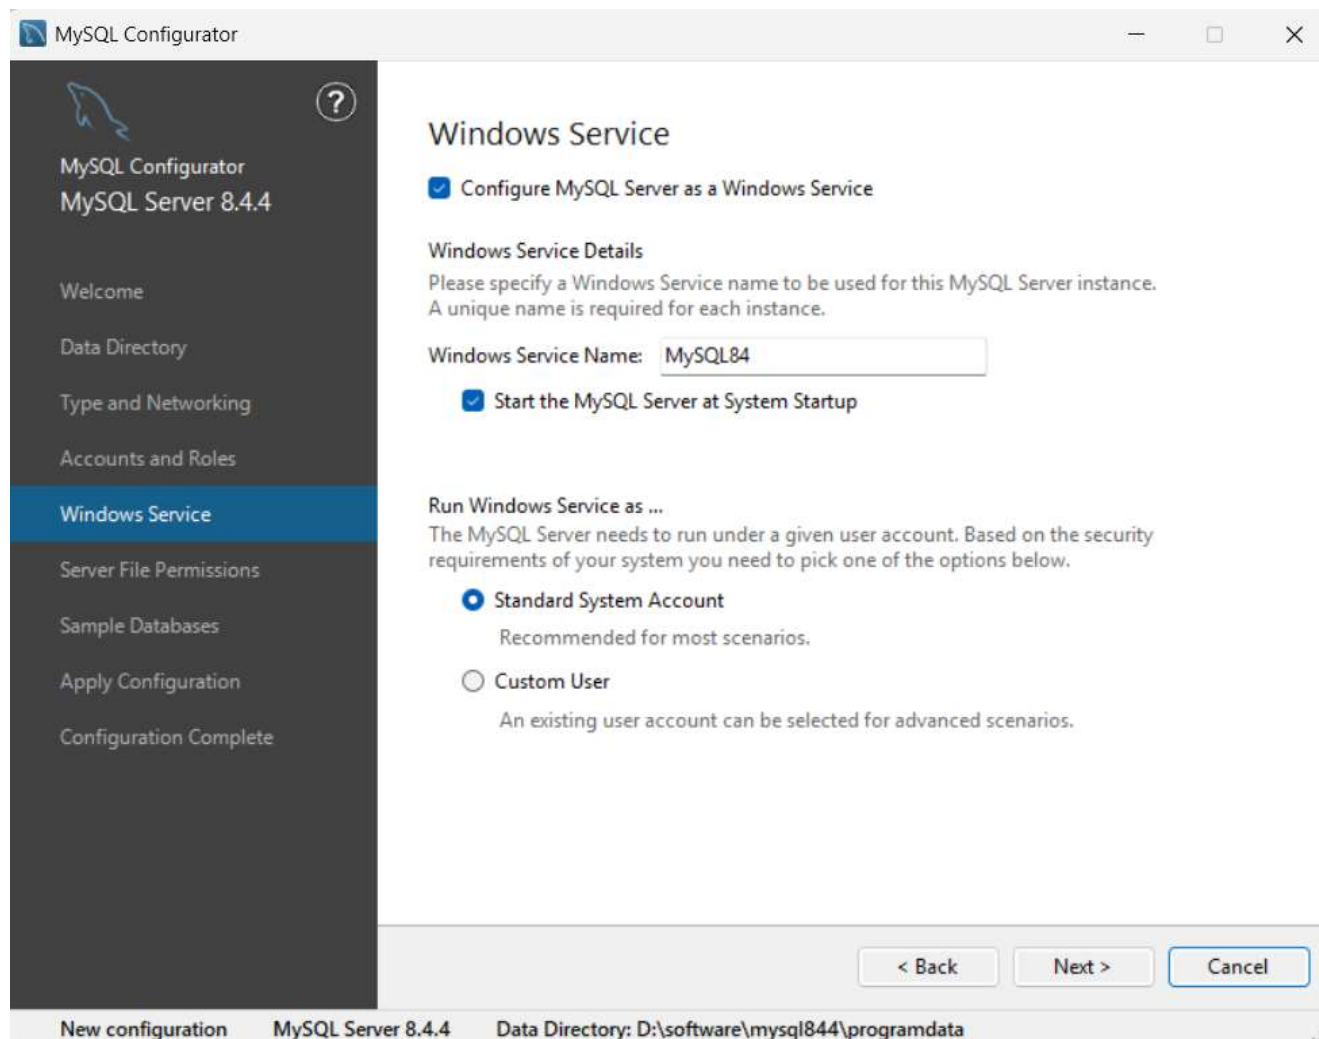 MySQL Configurator
?
MySQL Configurator
MySQL Server 8.4.4
Welcome
Data Directory
Type and Networking
Accounts and Roles
Windows Service
Server File Permissions
Sample Databases
Apply Configuration
Configuration Complete
Windows Service
Configure MySQL Server as a Windows Service
Windows Service Details
Please specify a Windows Service name to be used for this MySQL Server instance.
A unique name is required for each instance.
Windows Service Name: MySQL84
Start the MySQL Server at System Startup
Run Windows Service as ...
The MySQL Server needs to run under a given user account. Based on the security
requirements of your system you need to pick one of the options below.
Standard System Account
Recommended for most scenarios.
Custom User
An existing user account can be selected for advanced scenarios.
< Back Next > Cancel
New configuration MySQL Server 8.4.4 Data Directory: D:\software\mysql844\programdata